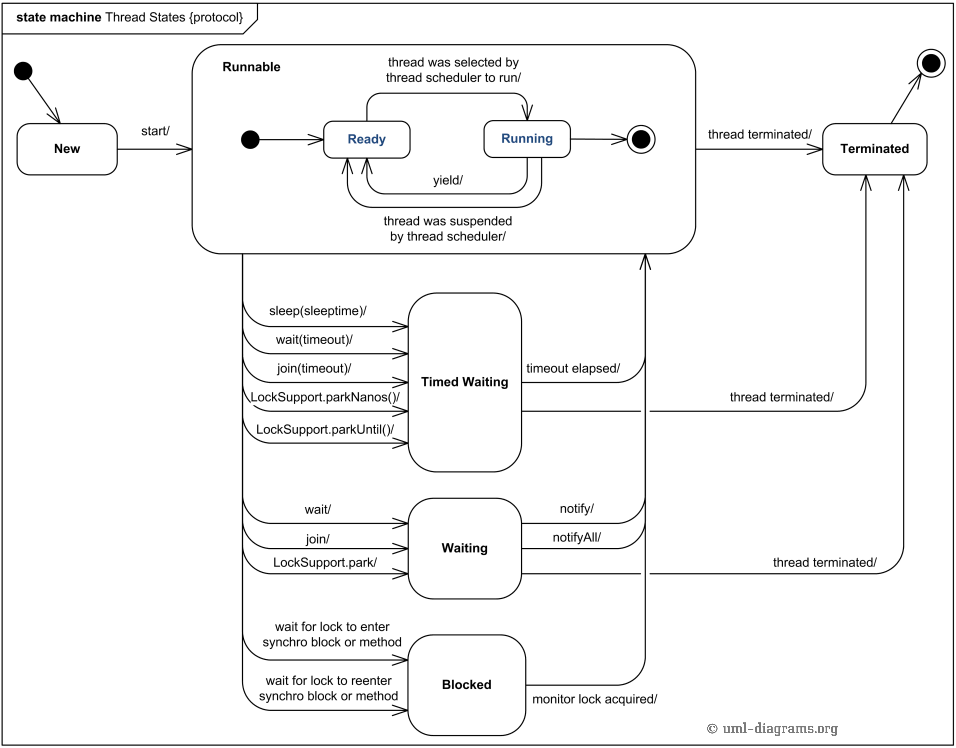 state machine Thread States {protocol}
Runnable
thread was selected by
thread scheduler to run/
New
start/
Ready
Running
yield/
thread was suspended
by thread scheduler/
thread terminated/
Terminated
sleep(sleeptime)/
wait(timeout)/
join(timeout)/
LockSupport.parkNanos()/
LockSupport.parkUntil()/
Timed Waiting
timeout elapsed/
thread terminated/
wait/
join/
LockSupport.park/
Waiting
notify/
notifyAll/
thread terminated/
wait for lock to enter
synchro block or method
wait for lock to reenter
synchro block or method
Blocked
monitor lock acquired/
© uml-diagrams.org